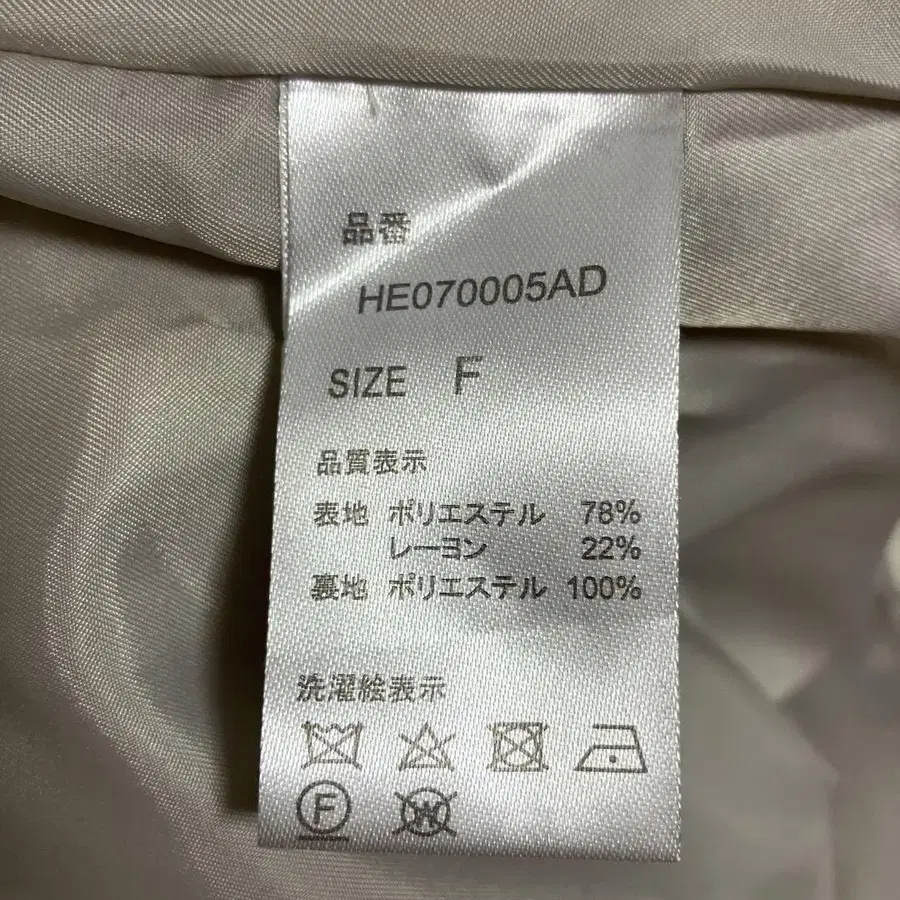 品番
HE070005AD
SIZE F
品質表示
表地 ポリエステル 78%
レーヨン 22%
裏地 ポリエステル 100%
洗濯絵表示
F W